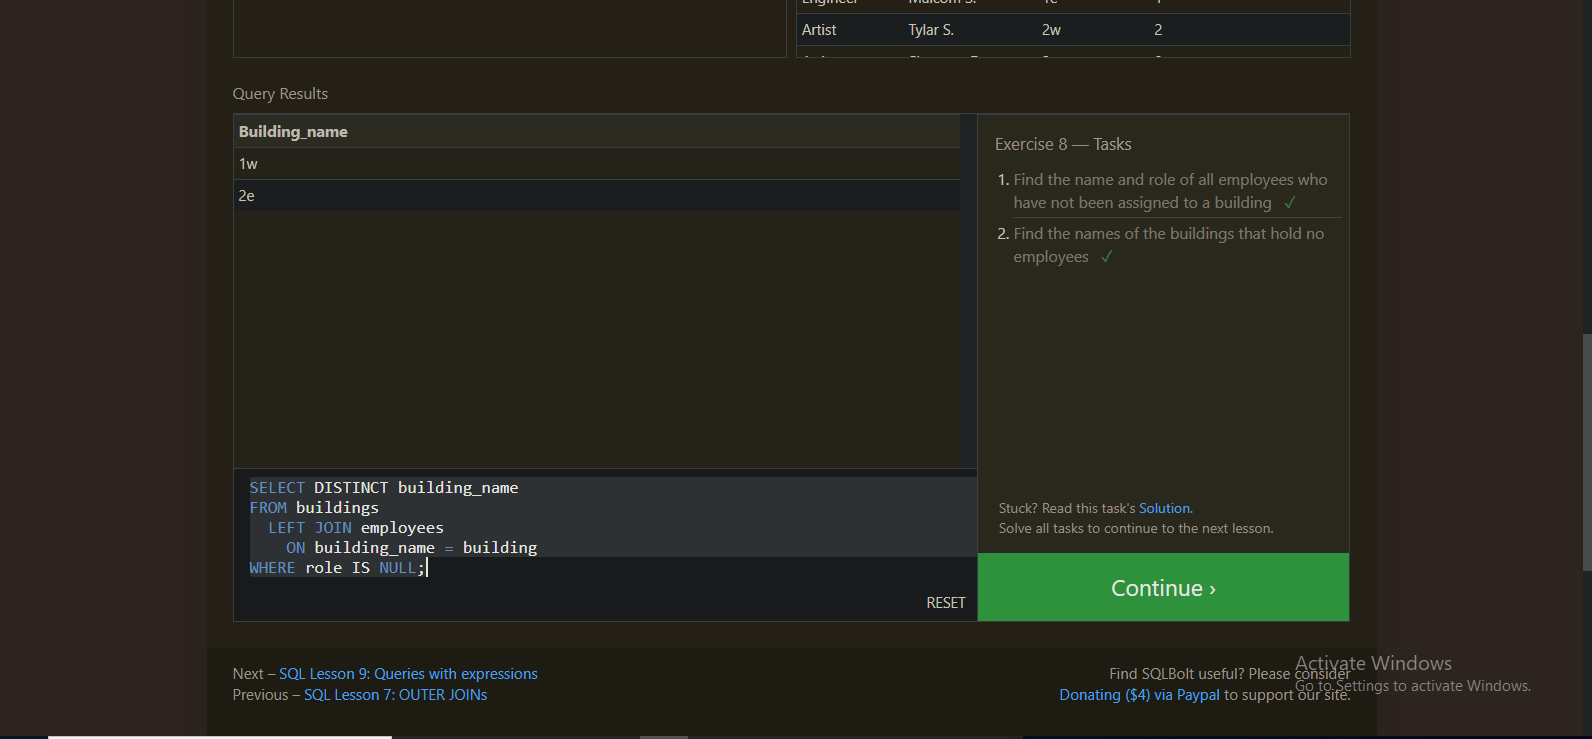 Artist Tylar S. 2w 2
Query Results
Building_name
1w
2e
Exercise 8 — Tasks
1. Find the name and role of all employees who
have not been assigned to a building ✓
2. Find the names of the buildings that hold no
employees ✓
SELECT DISTINCT building_name
FROM buildings
LEFT JOIN employees
ON building_name = building
WHERE role IS NULL;
RESET
Stuck? Read this task's Solution.
Solve all tasks to continue to the next lesson.
Continue ›
Next – SQL Lesson 9: Queries with expressions
Previous – SQL Lesson 7: OUTER JOINs
Find SQLBolt useful? Please consider
Donating ($4) via Paypal to support our site.
Activate Windows
Go to Settings to activate Windows.